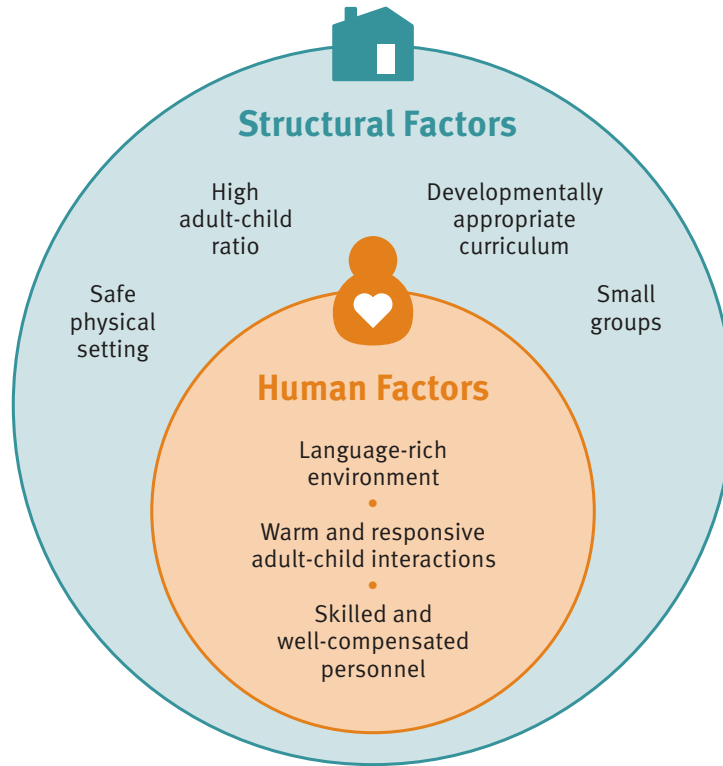 Structural Factors
High
adult-child
ratio
Developmentally
appropriate
curriculum
Safe
physical
setting
Small
groups
Human Factors
Language-rich
environment
•
Warm and responsive
adult-child interactions
•
Skilled and
well-compensated
personnel